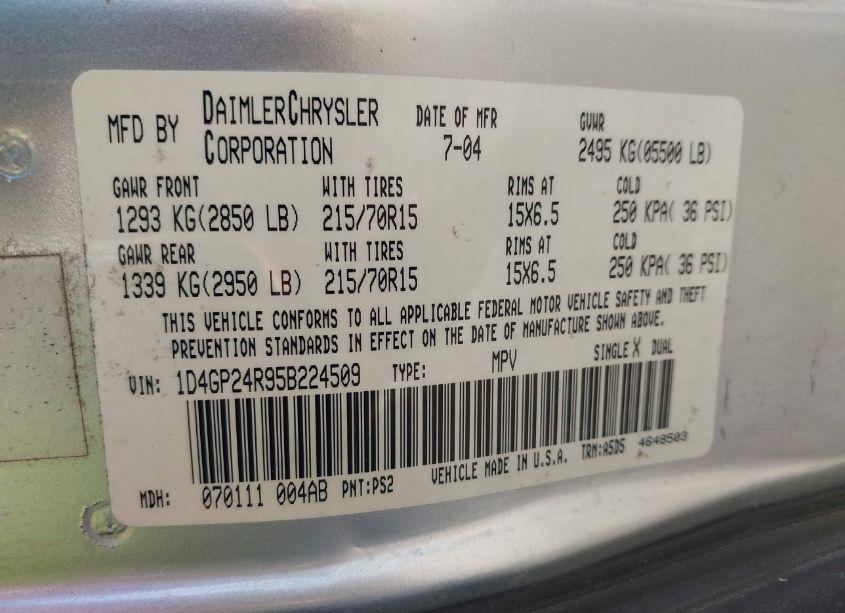 MFD BY DAIMLERCHRYSLER CORPORATION DATE OF MFR 7-04 GVWR 2495 KG(05500 LB)
GAWR FRONT WITH TIRES RIMS AT COLD
1293 KG(2850 LB) 215/70R15 15X6.5 250 KPA( 36 PSI)
GAWR REAR WITH TIRES RIMS AT COLD
1339 KG(2950 LB) 215/70R15 15X6.5 250 KPA( 36 PSI)
THIS VEHICLE CONFORMS TO ALL APPLICABLE FEDERAL MOTOR VEHICLE SAFETY AND THEFT
PREVENTION STANDARDS IN EFFECT ON THE DATE OF MANUFACTURE SHOWN ABOVE.
VIN: 1D4GP24R95B224509 TYPE: MPV SINGLE X DUAL
MDH: 070111 004AB PNT:PS2 VEHICLE MADE IN U.S.A. TRM:A5D5 4648503